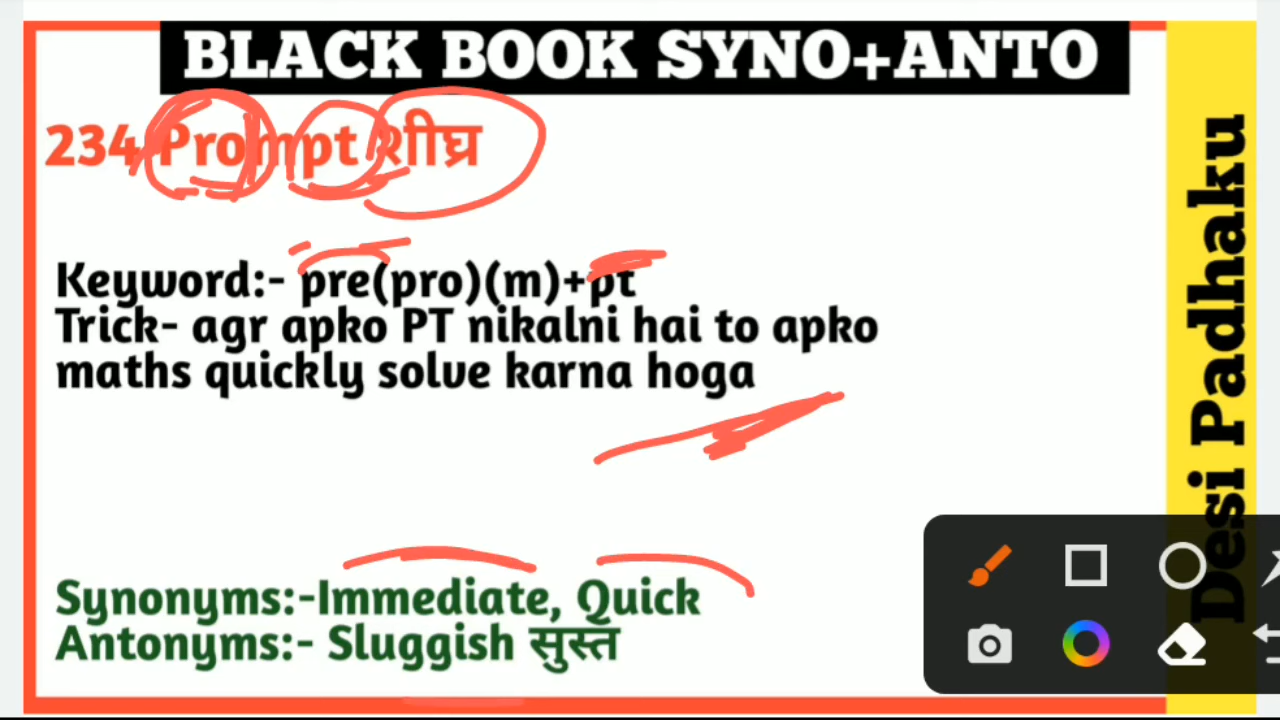 BLACK BOOK SYNO+ANTO
234 Prompt शीघ्र
Keyword:- pre(pro)(m)+pt
Trick- agr apko PT nikalni hai to apko
maths quickly solve karna hoga
Synonyms:-Immediate, Quick
Antonyms:- Sluggish सुस्त
Desi Padhaku